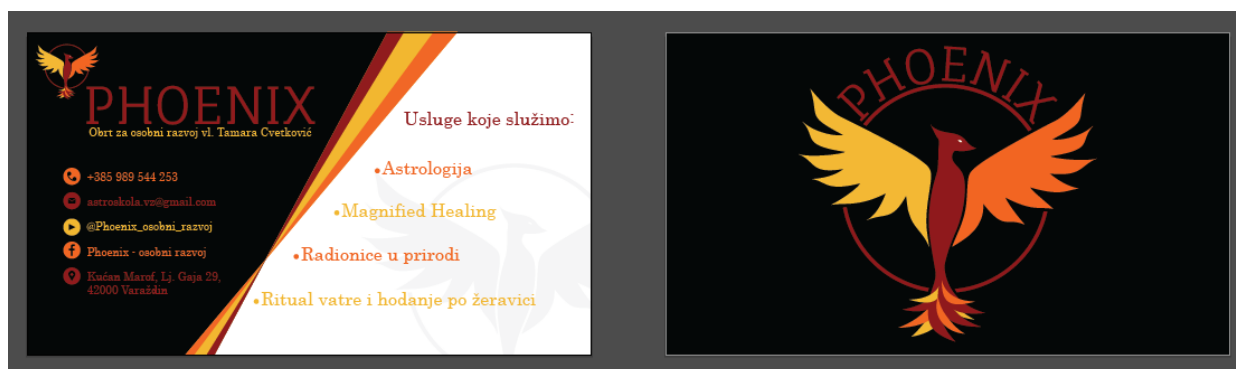 PHOENIX
Obrt za osobni razvoj vl. Tamara Cvetković
+385 989 544 253
astroskola.vz@gmail.com
@Phoenix_osobni_razvoj
Phoenix - osobni razvoj
Kućan Marof, Lj. Gaja 29,
42000 Varaždin
Usluge koje služimo:
•Astrologija
•Magnified Healing
•Radionice u prirodi
•Ritual vatre i hodanje po žeravici
PHOENIX